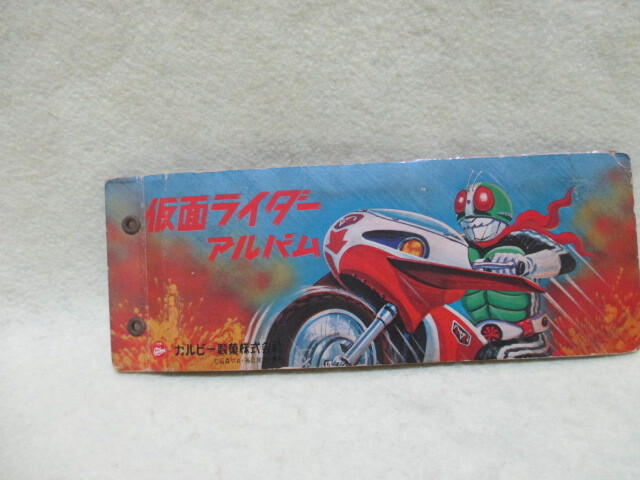 仮面ライダー
アルバム
カルビー製菓株式会社